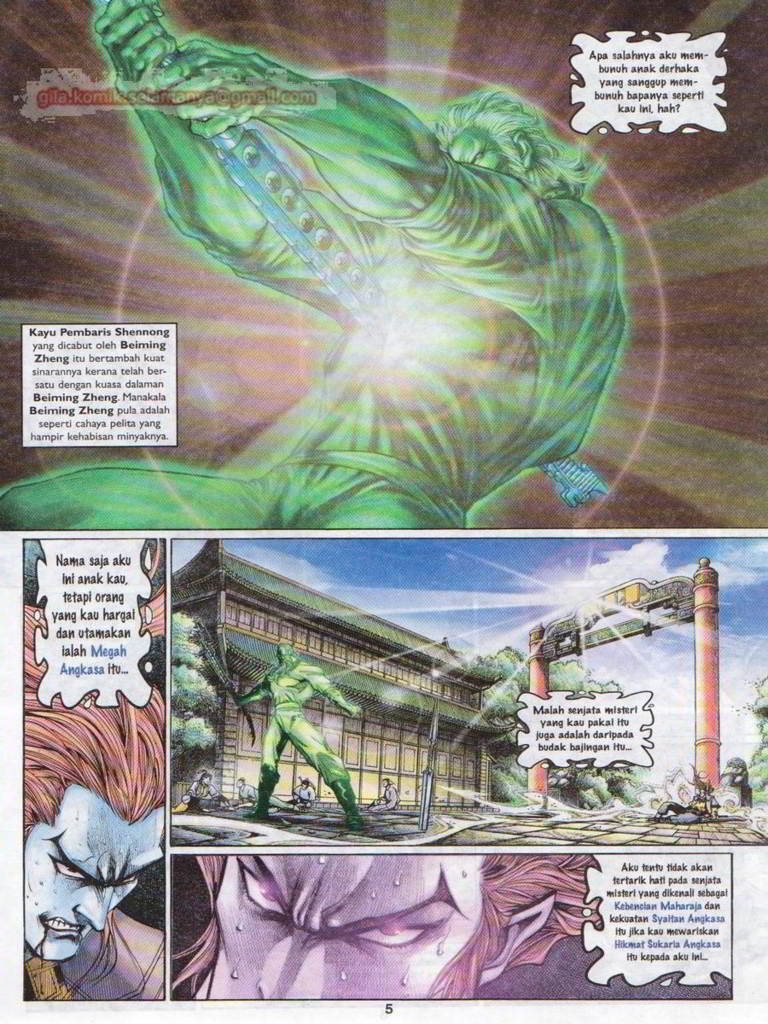 Apa salahnya aku mem-
bunuh anak derhaka
yang sanggup mem-
bunuh bapanya seperti
kau ini, hah?
gila.komik.selamanya@gmail.com
Kayu Pembaris Shennong
yang dicabut oleh Beiming
Zheng itu bertambah kuat
sinarannya kerana telah ber-
satu dengan kuasa dalaman
Beiming Zheng. Manakala
Beiming Zheng pula adalah
seperti cahaya pelita yang
hampir kehabisan minyaknya.
Nama saja aku
ini anak kau,
tetapi orang
yang kau hargai
dan utamakan
ialah Megah
Angkasa itu...
Malah senjata misteri
yang kau pakai itu
juga adalah daripada
budak bajingan itu...
Aku tentu tidak akan
tertarik hati pada senjata
misteri yang dikenali sebagai
Kebencian Maharaja dan
kekuatan Syaitan Angkasa
itu jika kau mewariskan
Hikmat Sukaria Angkasa
itu kepada aku ini...
5